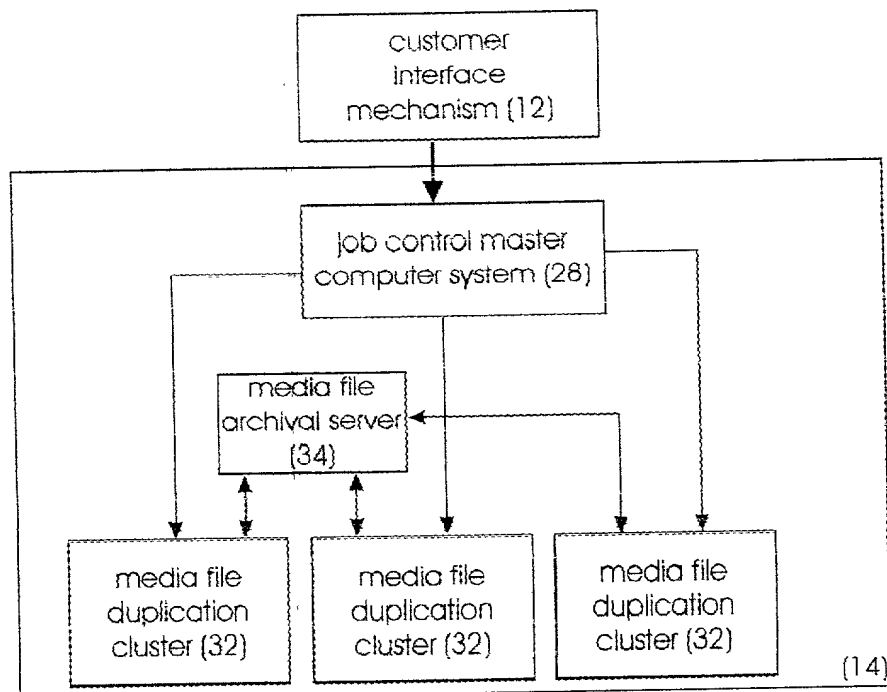 customer
interface
mechanism (12)
job control master
computer system (28)
media file
archival server
(34)
media file
duplication
cluster (32)
media file
duplication
cluster (32)
media file
duplication
cluster (32)
(14)